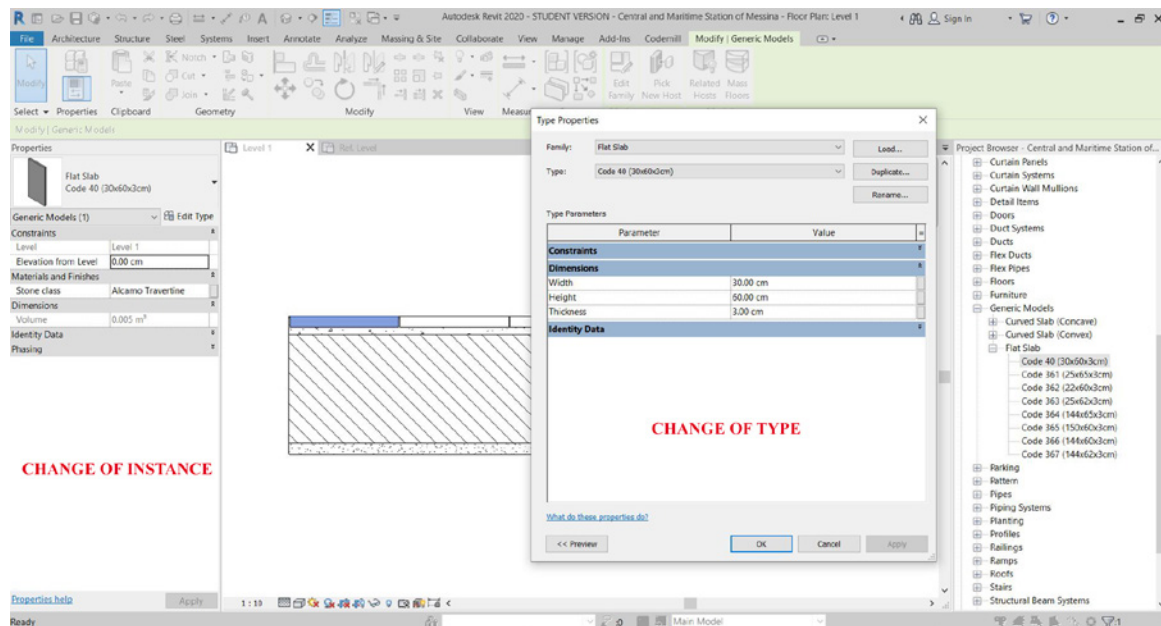 Autodesk Revit 2020 - STUDENT VERSION - Central and Maritime Station of Messina - Floor Plan: Level 1
Sign In
File Architecture Structure Steel Systems Insert Annotate Analyze Massing & Site Collaborate View Manage Add-Ins Codemill Modify | Generic Models
Modify
Paste
Notch
Cut
Join
Edit Family
Pick New Host
Related Hosts
Mass Floors
Select Properties Clipboard Geometry Modify View
Modify | Generic Models
Properties
Flat Slab
Code 40 (30x60x3cm)
Generic Models (1) Edit Type
Constraints
Level Level 1
Elevation from Level 0.00 cm
Materials and Finishes
Stone class Alcamo Travertine
Dimensions
Volume 0.005 m³
Identity Data
Phasing
CHANGE OF INSTANCE
Properties help Apply
Ready
Level 1 Ref. Level
1:10
Main Model
Type Properties
Family: Flat Slab Load...
Type: Code 40 (30x60x3cm) Duplicate...
Rename...
Type Parameters
Parameter Value
Constraints
Dimensions
Width 30.00 cm
Height 60.00 cm
Thickness 3.00 cm
Identity Data
CHANGE OF TYPE
What do these properties do?
<< Preview OK Cancel Apply
Project Browser - Central and Maritime Station of...
Curtain Panels
Curtain Systems
Curtain Wall Mullions
Detail Items
Doors
Duct Systems
Ducts
Flex Ducts
Flex Pipes
Floors
Furniture
Generic Models
Curved Slab (Concave)
Curved Slab (Convex)
Flat Slab
Code 40 (30x60x3cm)
Code 361 (25x65x3cm)
Code 362 (22x60x3cm)
Code 363 (25x62x3cm)
Code 364 (144x65x3cm)
Code 365 (150x60x3cm)
Code 366 (144x60x3cm)
Code 367 (144x62x3cm)
Parking
Pattern
Pipes
Piping Systems
Planting
Profiles
Railings
Ramps
Roofs
Stairs
Structural Beam Systems